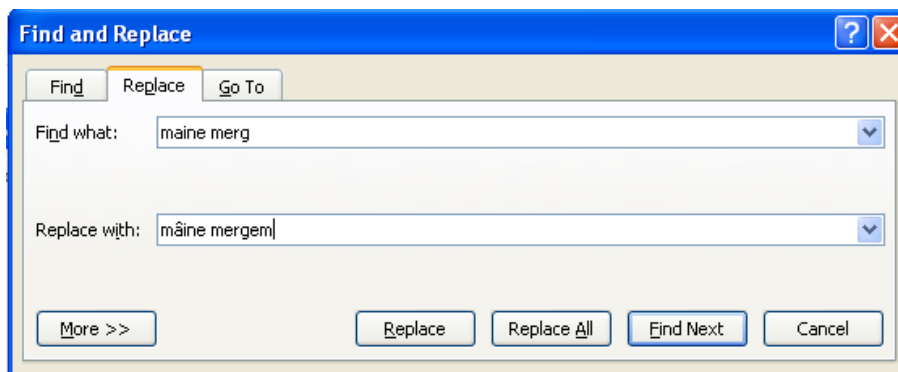 Find and Replace
Find Replace Go To
Find what: maine merg
Replace with: mâine mergem
More >> Replace Replace All Find Next Cancel